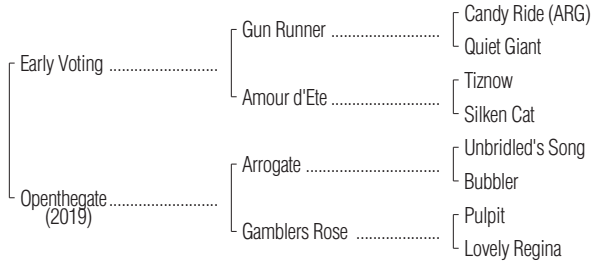 Candy Ride (ARG)
Gun Runner ........................
Quiet Giant
Early Voting ........................
Tiznow
Amour d'Ete ........................
Silken Cat
Unbridled's Song
Arrogate ..............................
Bubbler
Openthegate ........................
(2019)
Pulpit
Gamblers Rose ..................
Lovely Regina